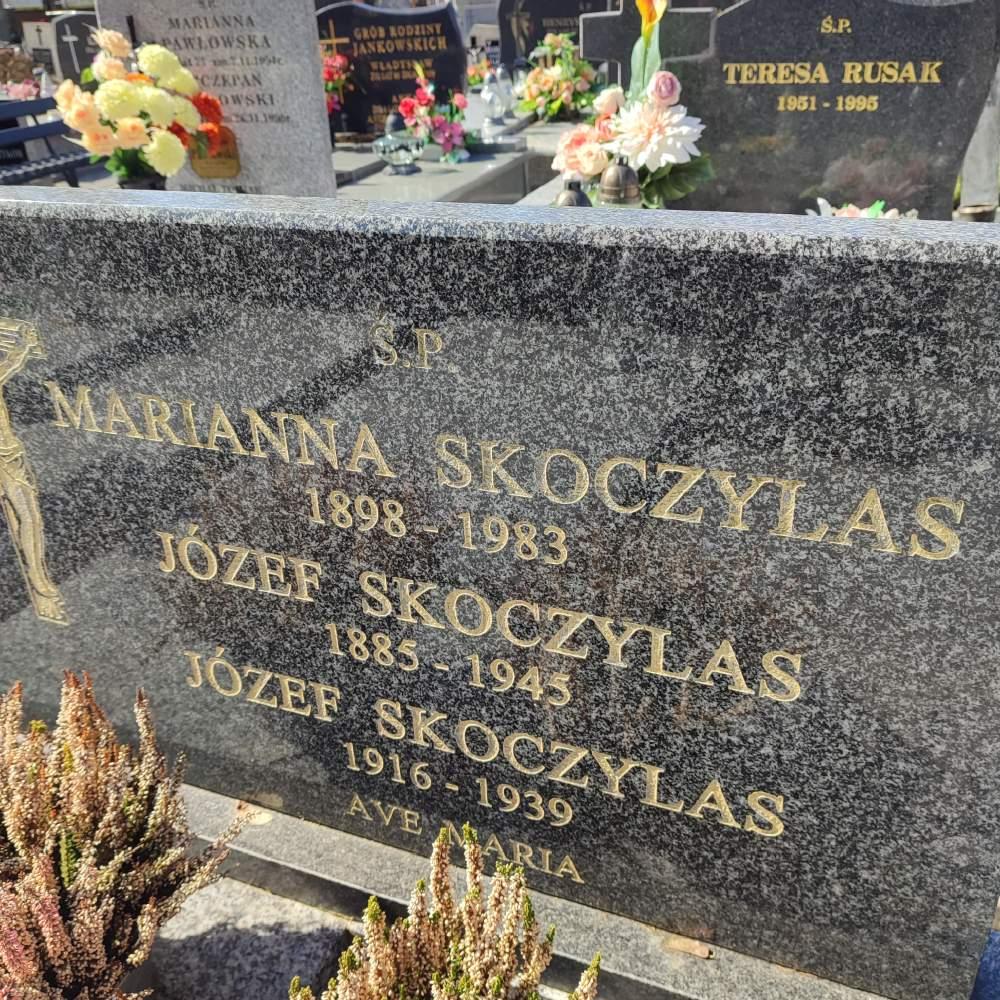 Ś.P.
MARIANNA
PAWŁOWSKA
GRÓB RODZINY
JANKOWSKICH
WŁADYSŁAW
Ś.P.
TERESA RUSAK
1951 - 1995
Ś.P.
MARIANNA SKOCZYLAS
1898 - 1983
JÓZEF SKOCZYLAS
1885 - 1945
JÓZEF SKOCZYLAS
1916 - 1939
AVE MARIA